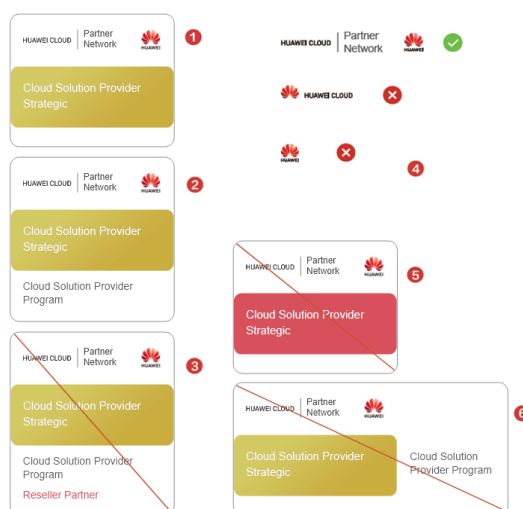 HUAWEI CLOUD
Partner
Network
HUAWEI
1
Cloud Solution Provider
Strategic
HUAWEI CLOUD
Partner
Network
HUAWEI
2
Cloud Solution Provider
Strategic
Cloud Solution Provider
Program
HUAWEI CLOUD
Partner
Network
HUAWEI
3
Cloud Solution Provider
Strategic
Cloud Solution Provider
Program
Reseller Partner
HUAWEI CLOUD
Partner
Network
HUAWEI
HUAWEI CLOUD
HUAWEI
4
HUAWEI CLOUD
Partner
Network
HUAWEI
5
Cloud Solution Provider
Strategic
HUAWEI CLOUD
Partner
Network
HUAWEI
6
Cloud Solution Provider
Strategic
Cloud Solution
Provider Program